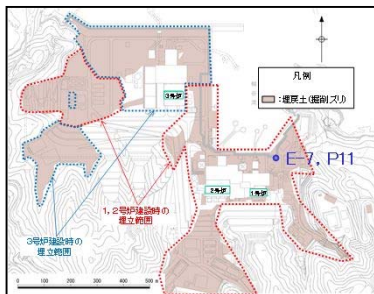 凡例
:埋戻土(掘削ズリ)
3号炉
E-7, P11
2号炉
1号炉
1,2号炉建設時の
埋立範囲
3号炉建設時の
埋立範囲
0 100 200 300 400 500 m